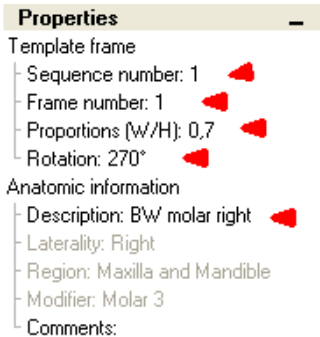 Properties
Template frame
Sequence number: 1
Frame number: 1
Proportions (W/H): 0,7
Rotation: 270°
Anatomic information
Description: BW molar right
Laterality: Right
Region: Maxilla and Mandible
Modifier: Molar 3
Comments: